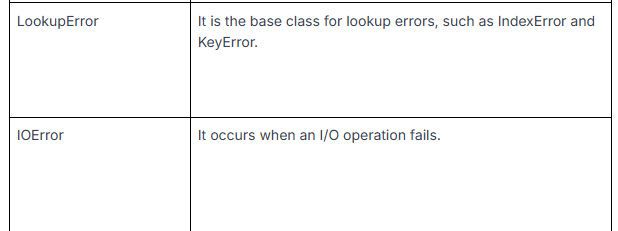 LookupError
It is the base class for lookup errors, such as IndexError and
KeyError.
IOError
It occurs when an I/O operation fails.